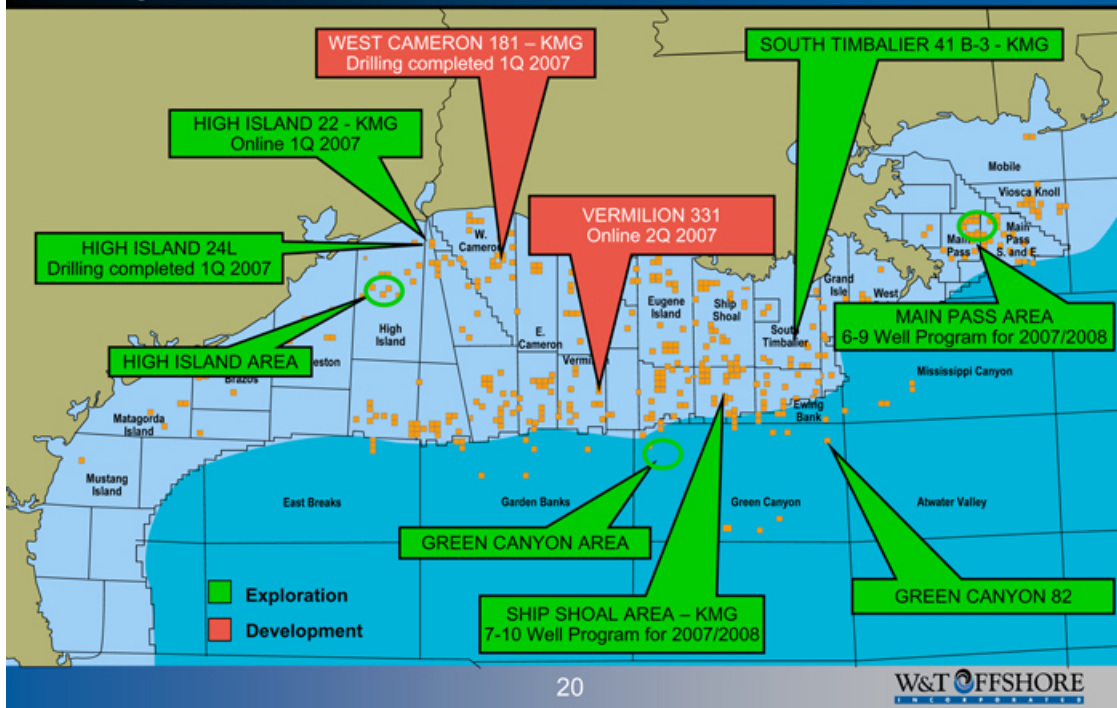 WEST CAMERON 181 – KMG
Drilling completed 1Q 2007
SOUTH TIMBALIER 41 B-3 - KMG
HIGH ISLAND 22 - KMG
Online 1Q 2007
Mobile
Viosca Knoll
VERMILION 331
Online 2Q 2007
HIGH ISLAND 24L
Drilling completed 1Q 2007
W.
Cameron
Main
Pass
Main
Pass
S. and E.
Grand
Isle
West
Eugene
Island
Ship
Shoal
MAIN PASS AREA
6-9 Well Program for 2007/2008
High
Island
South
Timbalier
E.
Cameron
HIGH ISLAND AREA
Mississippi Canyon
Brazos
Ewing
Bank
Matagorda
Island
Mustang
Island
East Breaks
Garden Banks
Green Canyon
Atwater Valley
GREEN CANYON AREA
GREEN CANYON 82
SHIP SHOAL AREA – KMG
7-10 Well Program for 2007/2008
Exploration
Development
20
W&T OFFSHORE
INCORPORATED